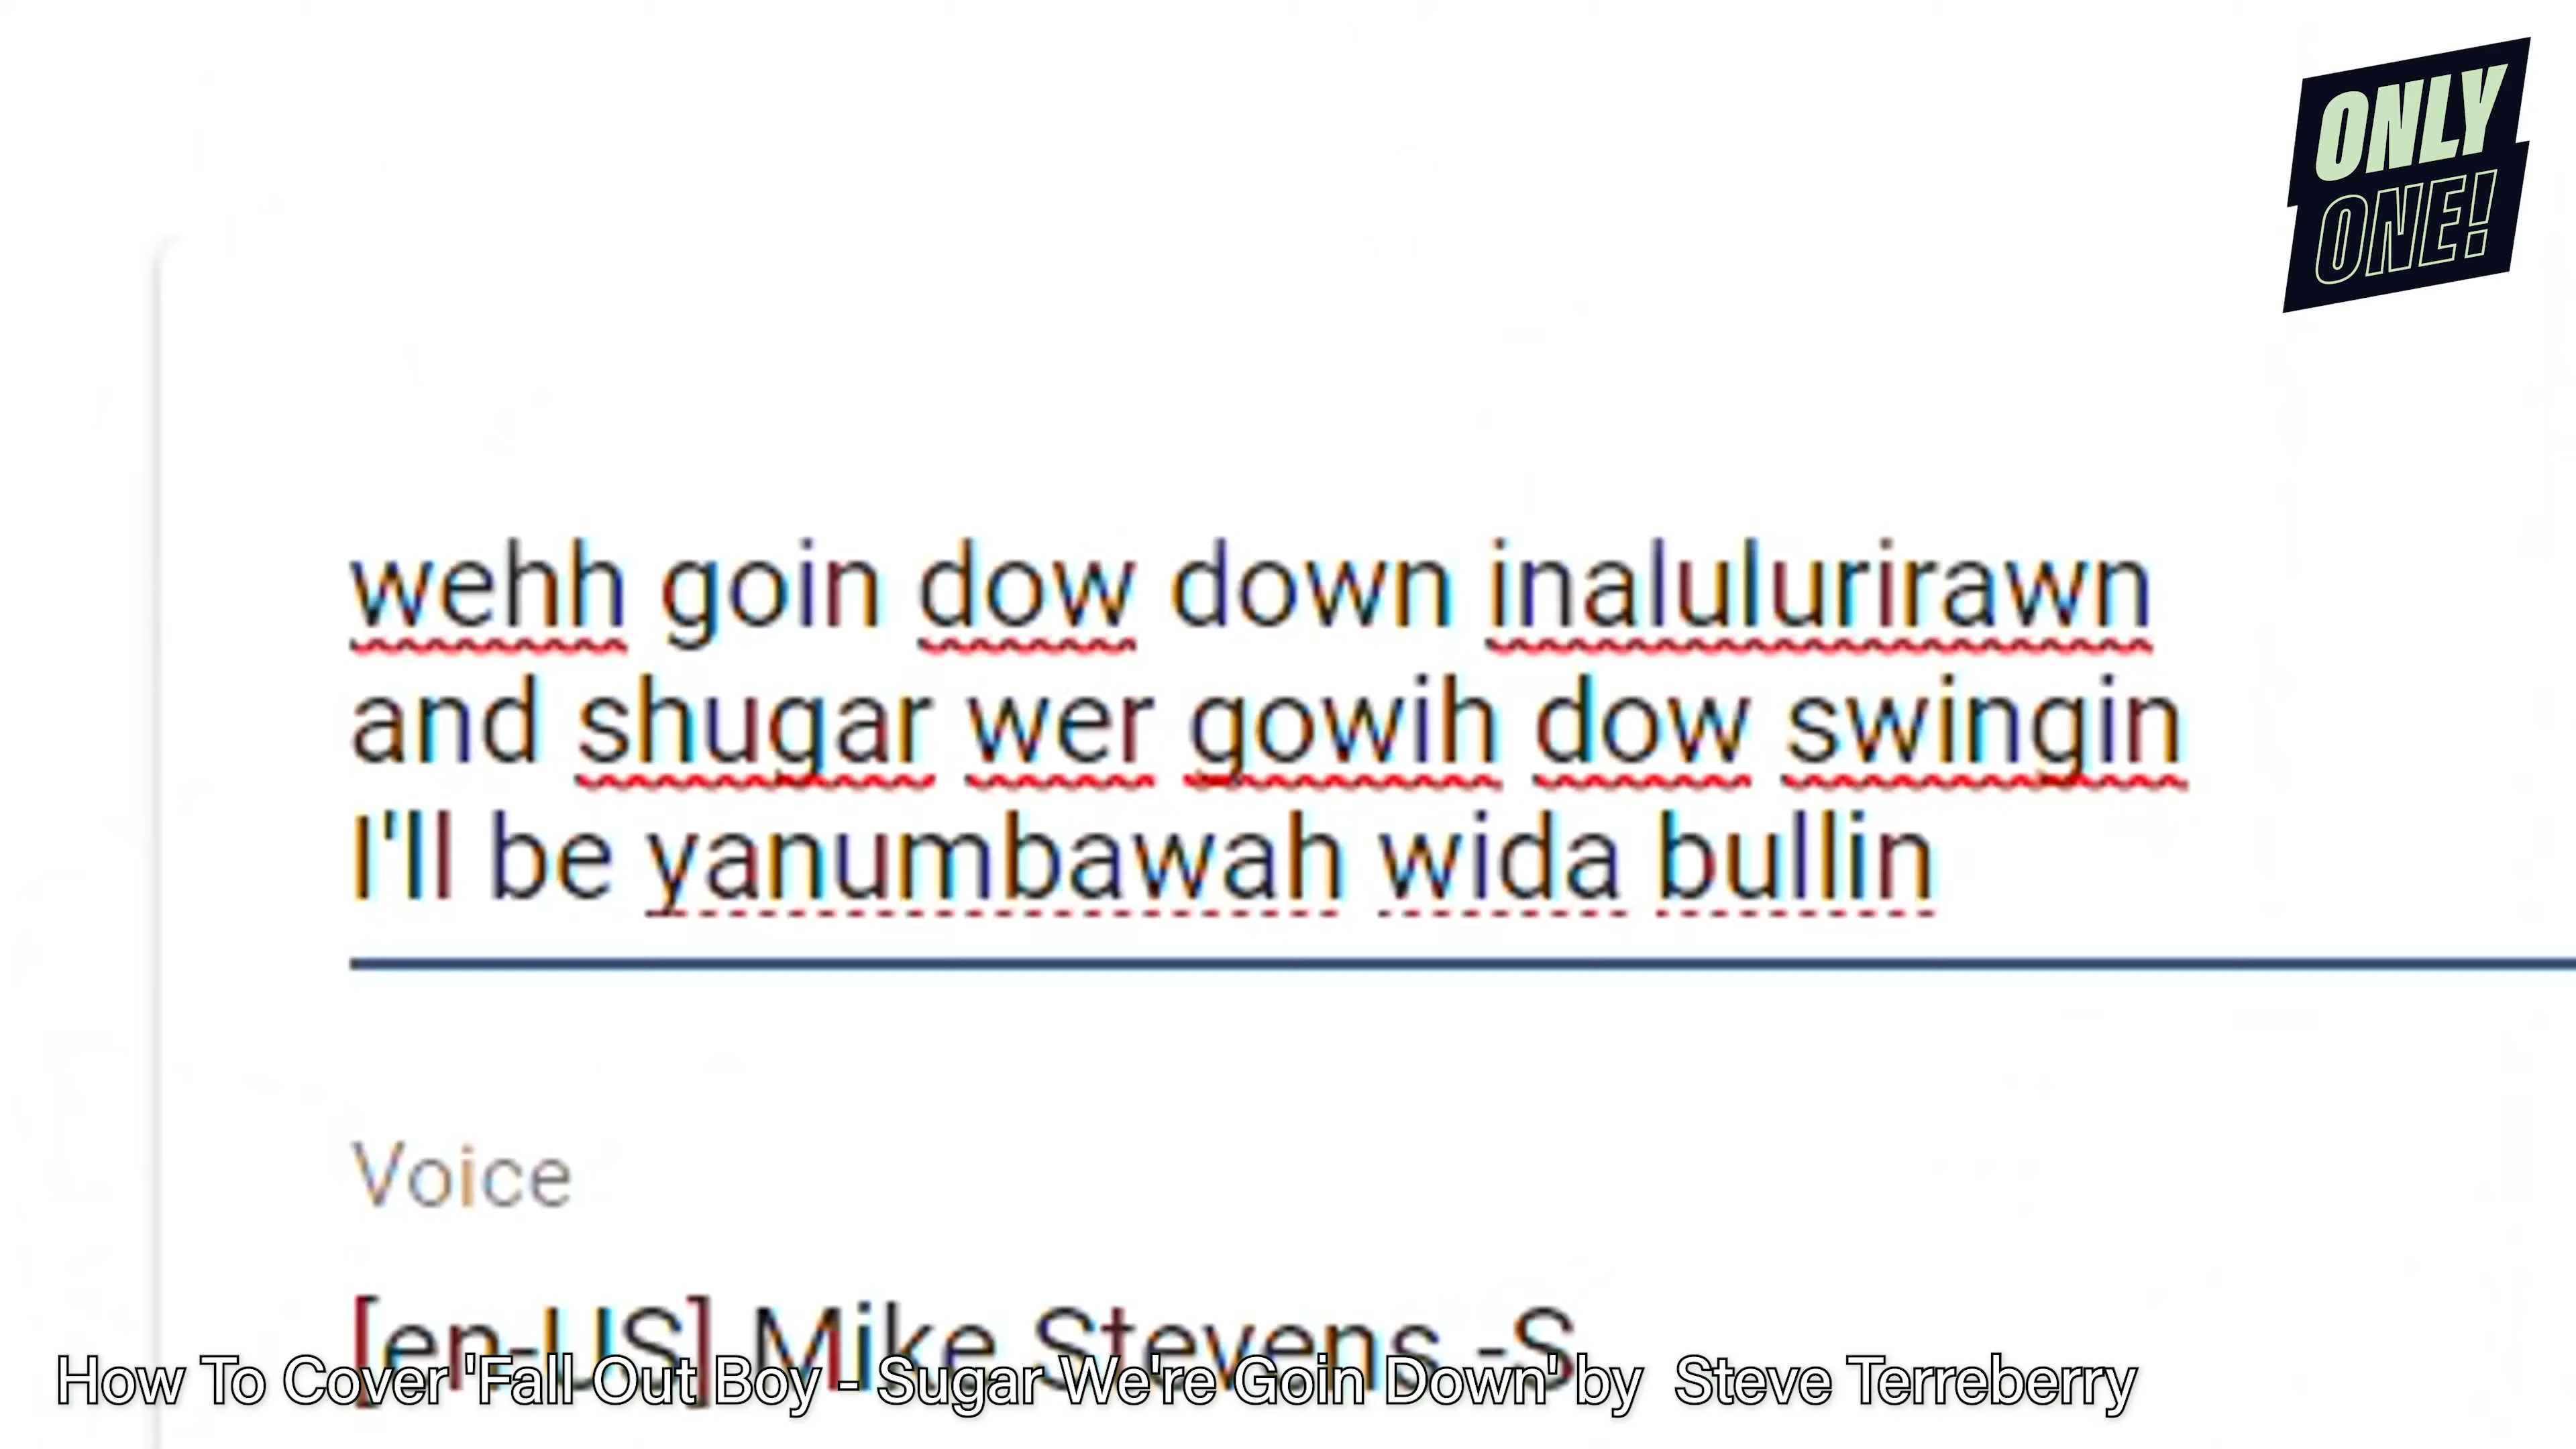 ONLY
ONE!
wehh goin dow down inalulurirawn
and shugar wer gowih dow swingin
I'll be yanumbawah wida bullin
Voice
[en-US] Mike Stevens -S
How To Cover 'Fall Out Boy - Sugar We're Goin Down' by  Steve Terreberry